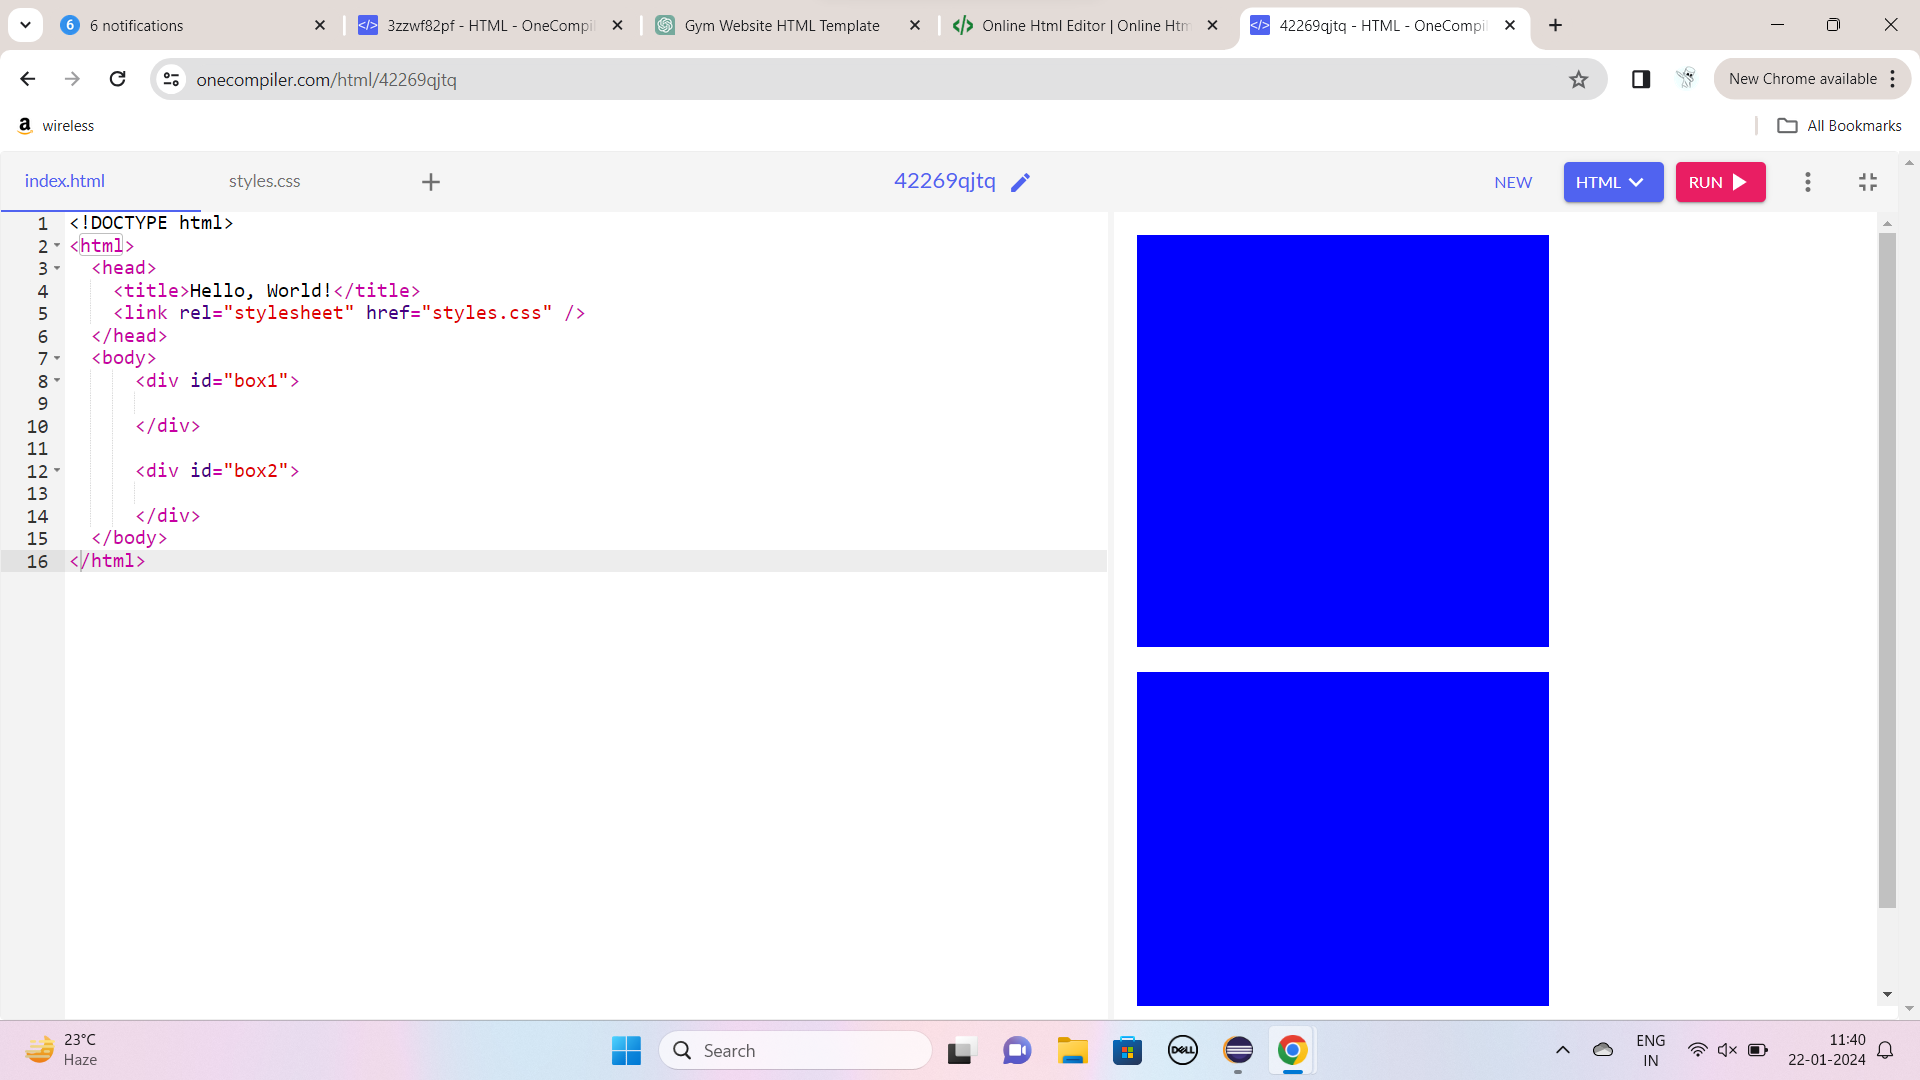 6 6 notifications
3zzwf82pf - HTML - OneCompil
Gym Website HTML Template
Online Html Editor | Online Htm
42269qjtq - HTML - OneCompil
onecompiler.com/html/42269qjtq
New Chrome available
a wireless
All Bookmarks
index.html
styles.css
42269qjtq
NEW
HTML
RUN
1 <!DOCTYPE html>
2 <html>
3 <head>
4 <title>Hello, World!</title>
5 <link rel="stylesheet" href="styles.css" />
6 </head>
7 <body>
8 <div id="box1">
9
10 </div>
11
12 <div id="box2">
13
14 </div>
15 </body>
16 </html>
23°C
Haze
Search
DELL
ENG
IN
11:40
22-01-2024